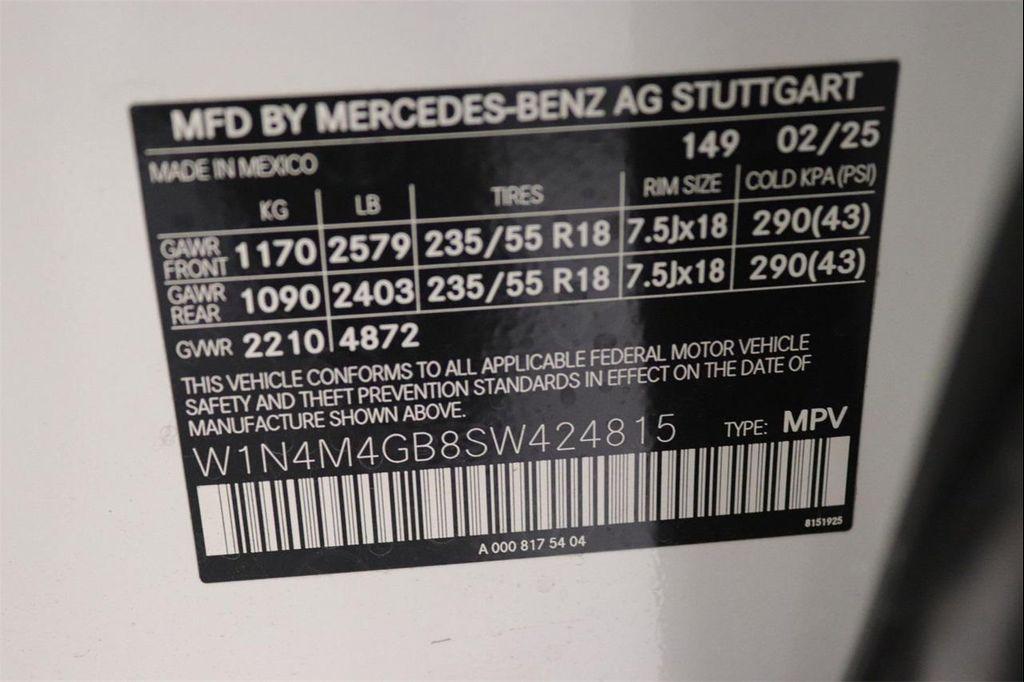 MFD BY MERCEDES-BENZ AG STUTTGART
149 02/25
MADE IN MEXICO
KG LB TIRES RIM SIZE COLD KPA (PSI)
GAWR FRONT 1170 2579 235/55 R18 7.5Jx18 290(43)
GAWR REAR 1090 2403 235/55 R18 7.5Jx18 290(43)
GVWR 2210 4872
THIS VEHICLE CONFORMS TO ALL APPLICABLE FEDERAL MOTOR VEHICLE
SAFETY AND THEFT PREVENTION STANDARDS IN EFFECT ON THE DATE OF
MANUFACTURE SHOWN ABOVE.
W1N4M4GB8SW424815 TYPE: MPV
A 000 817 54 04 8151925